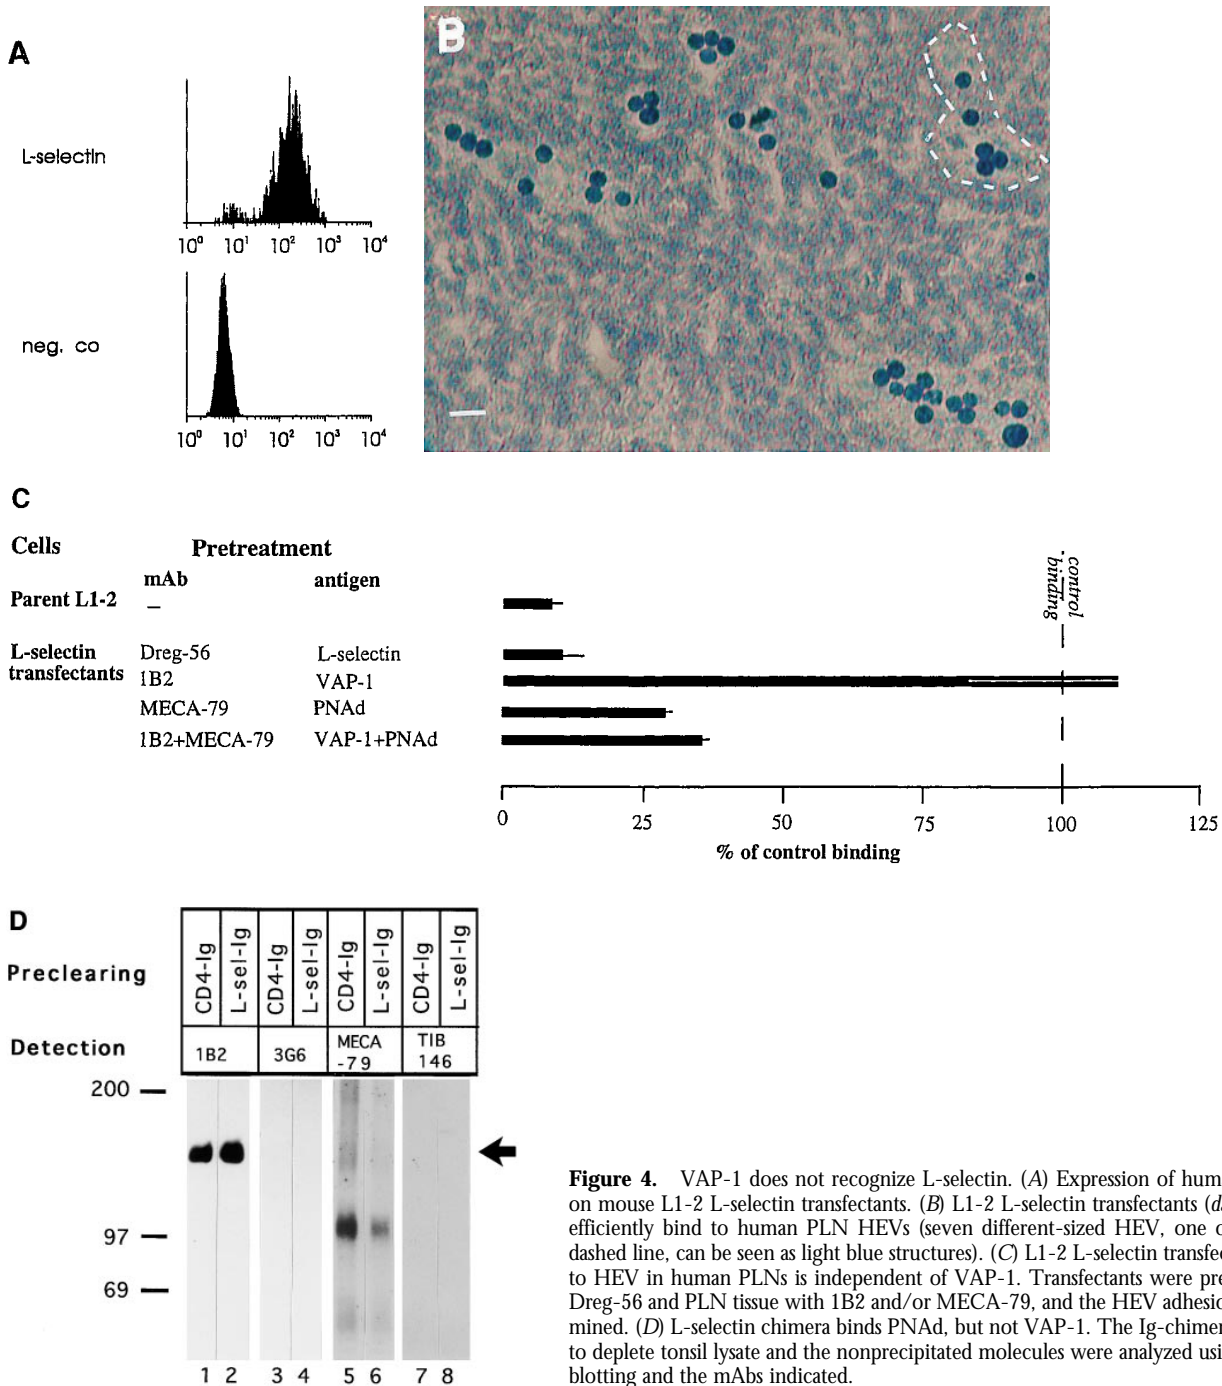 A
L-selectin
10⁰ 10¹ 10² 10³ 10⁴
neg. co
10⁰ 10¹ 10² 10³ 10⁴
B
C
Cells Pretreatment
mAb antigen
Parent L1-2 –
L-selectin transfectants
Dreg-56 L-selectin
1B2 VAP-1
MECA-79 PNAd
1B2+MECA-79 VAP-1+PNAd
control
binding
0 25 50 75 100 125
% of control binding
D
Preclearing
CD4-Ig L-sel-Ig CD4-Ig L-sel-Ig CD4-Ig L-sel-Ig CD4-Ig L-sel-Ig
Detection
1B2 3G6 MECA -79 TIB 146
200
97
69
1 2 3 4 5 6 7 8
Figure 4. VAP-1 does not recognize L-selectin. (A) Expression of hum
on mouse L1-2 L-selectin transfectants. (B) L1-2 L-selectin transfectants (d
efficiently bind to human PLN HEVs (seven different-sized HEV, one o
dashed line, can be seen as light blue structures). (C) L1-2 L-selectin transfec
to HEV in human PLNs is independent of VAP-1. Transfectants were pre
Dreg-56 and PLN tissue with 1B2 and/or MECA-79, and the HEV adhesio
mined. (D) L-selectin chimera binds PNAd, but not VAP-1. The Ig-chimer
to deplete tonsil lysate and the nonprecipitated molecules were analyzed usi
blotting and the mAbs indicated.